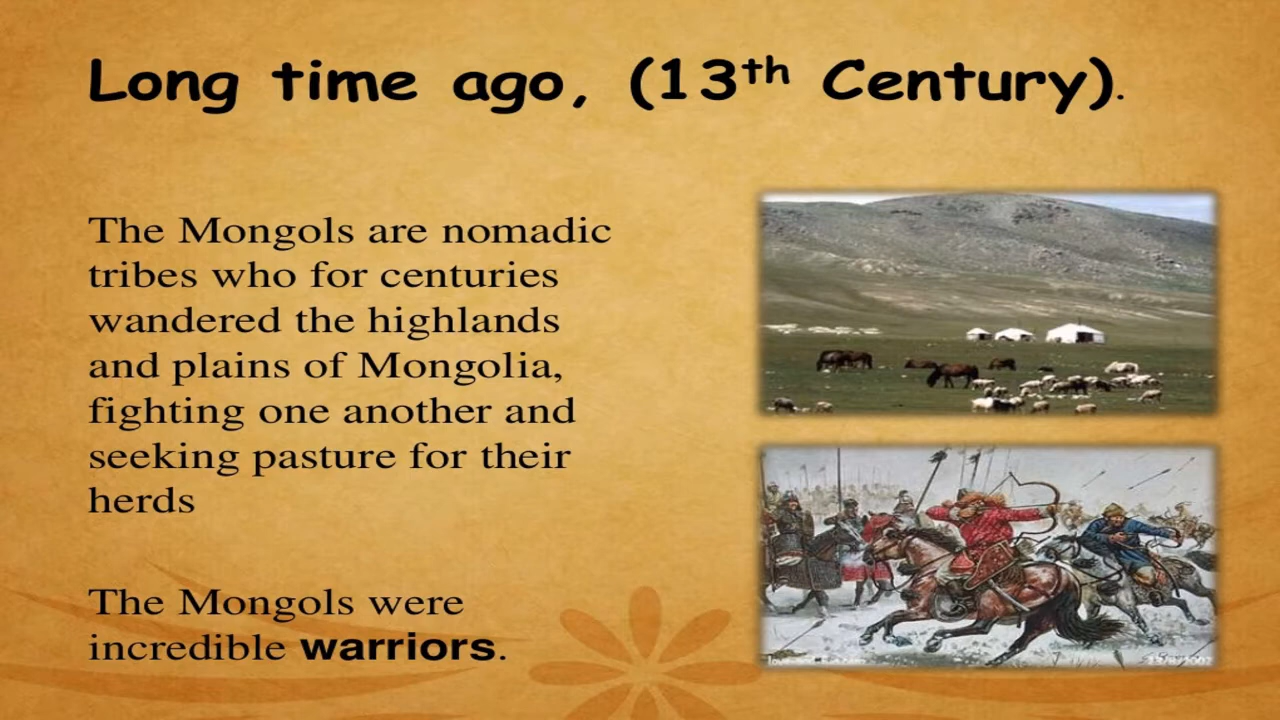 Long time ago, (13th Century).
The Mongols are nomadic
tribes who for centuries
wandered the highlands
and plains of Mongolia,
fighting one another and
seeking pasture for their
herds
The Mongols were
incredible warriors.